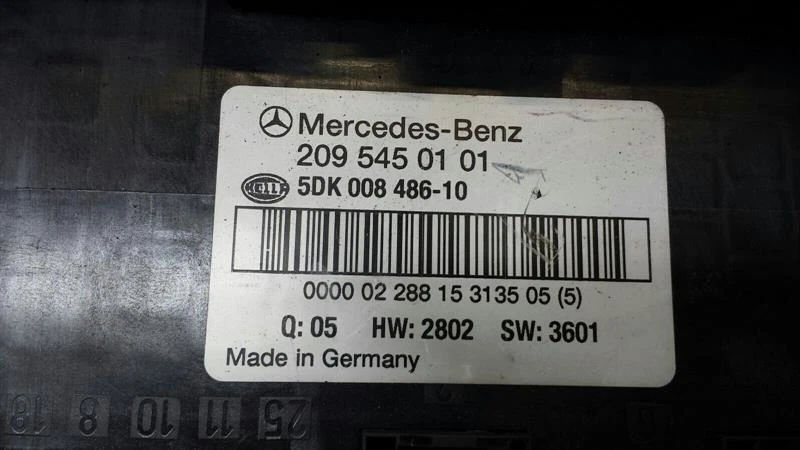 Mercedes-Benz
209 545 01 01
HELLA 5DK 008 486-10
0000 02 288 15 3135 05 (5)
Q: 05 HW: 2802 SW: 3601
Made in Germany
18 8 10 11 25